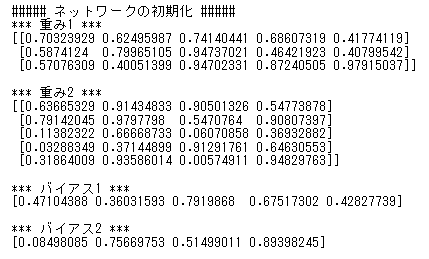 ##### ネットワークの初期化 #####
*** 重み1 ***
[[0.70323929 0.62495987 0.74140441 0.68607319 0.41774119]
[0.5874124 0.79965105 0.94737021 0.46421923 0.40799542]
[0.57076309 0.40051399 0.94702331 0.87240505 0.97915037]]
*** 重み2 ***
[[0.63665329 0.91434833 0.90501326 0.54773878]
[0.79142045 0.9797798 0.5470764 0.90807397]
[0.11382322 0.66668733 0.06070858 0.36932882]
[0.03288349 0.37144899 0.91291761 0.64630553]
[0.31864009 0.93586014 0.00574911 0.94829763]]
*** バイアス1 ***
[0.47104388 0.36031593 0.7919868 0.67517302 0.42827739]
*** バイアス2 ***
[0.08498085 0.75669753 0.51499011 0.89398245]